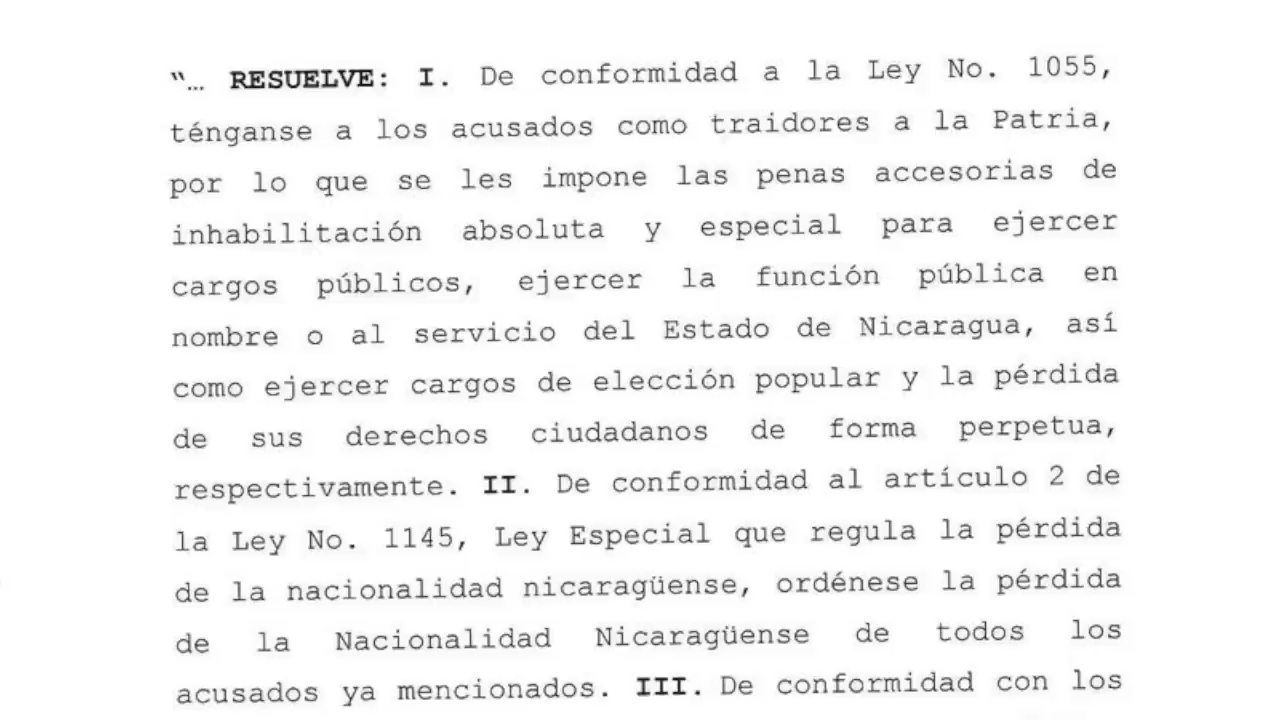 “… RESUELVE: I. De conformidad a la Ley No. 1055,
ténganse a los acusados como traidores a la Patria,
por lo que se les impone las penas accesorias de
inhabilitación absoluta y especial para ejercer
cargos públicos, ejercer la función pública en
nombre o al servicio del Estado de Nicaragua, así
como ejercer cargos de elección popular y la pérdida
de sus derechos ciudadanos de forma perpetua,
respectivamente. II. De conformidad al artículo 2 de
la Ley No. 1145, Ley Especial que regula la pérdida
de la nacionalidad nicaragüense, ordénese la pérdida
de la Nacionalidad Nicaragüense de todos los
acusados ya mencionados. III. De conformidad con los